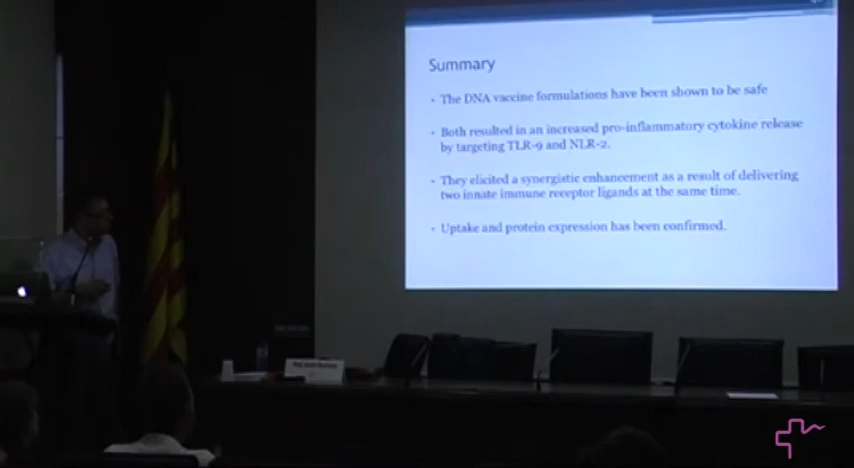 Summary
• The DNA vaccine formulations have been shown to be safe
• Both resulted in an increased pro-inflammatory cytokine release
by targeting TLR-9 and NLR-2.
• They elicited a synergistic enhancement as a result of delivering
two innate immune receptor ligands at the same time.
• Uptake and protein expression has been confirmed.